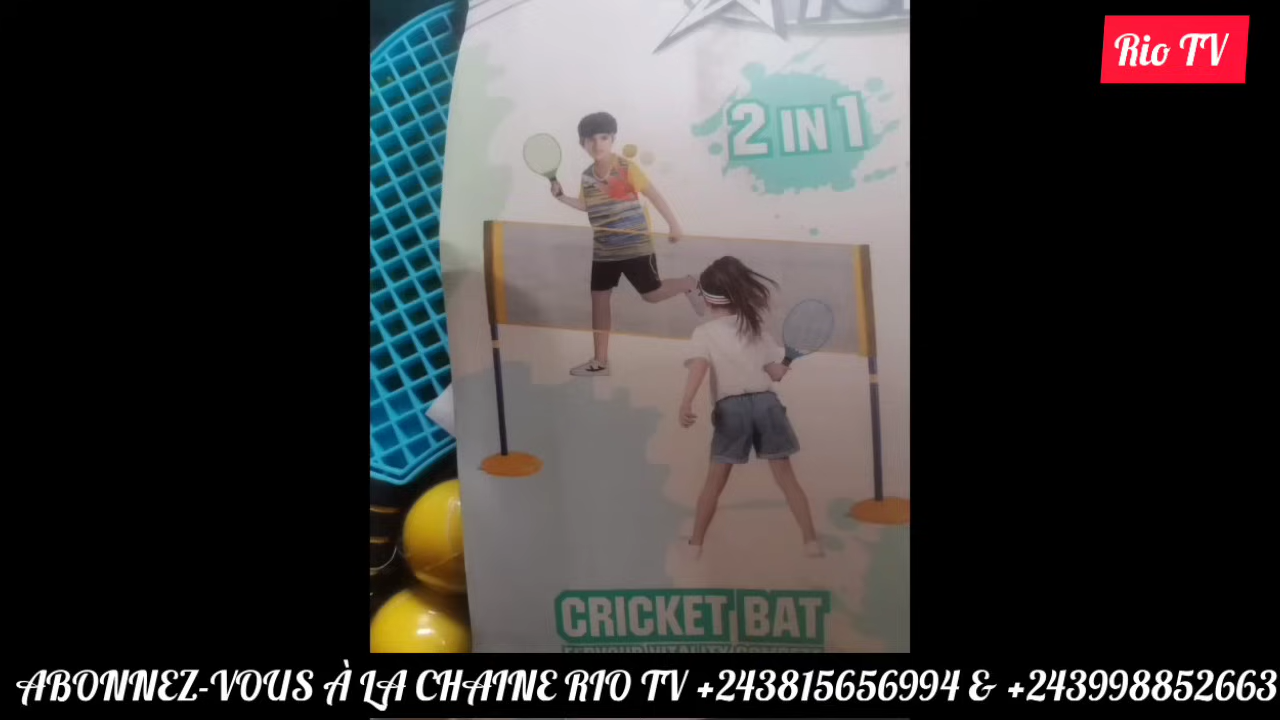 Rio TV
2 IN 1
CRICKET BAT
ABONNEZ-VOUS À LA CHAINE RIO TV +243815656994 & +243998852663